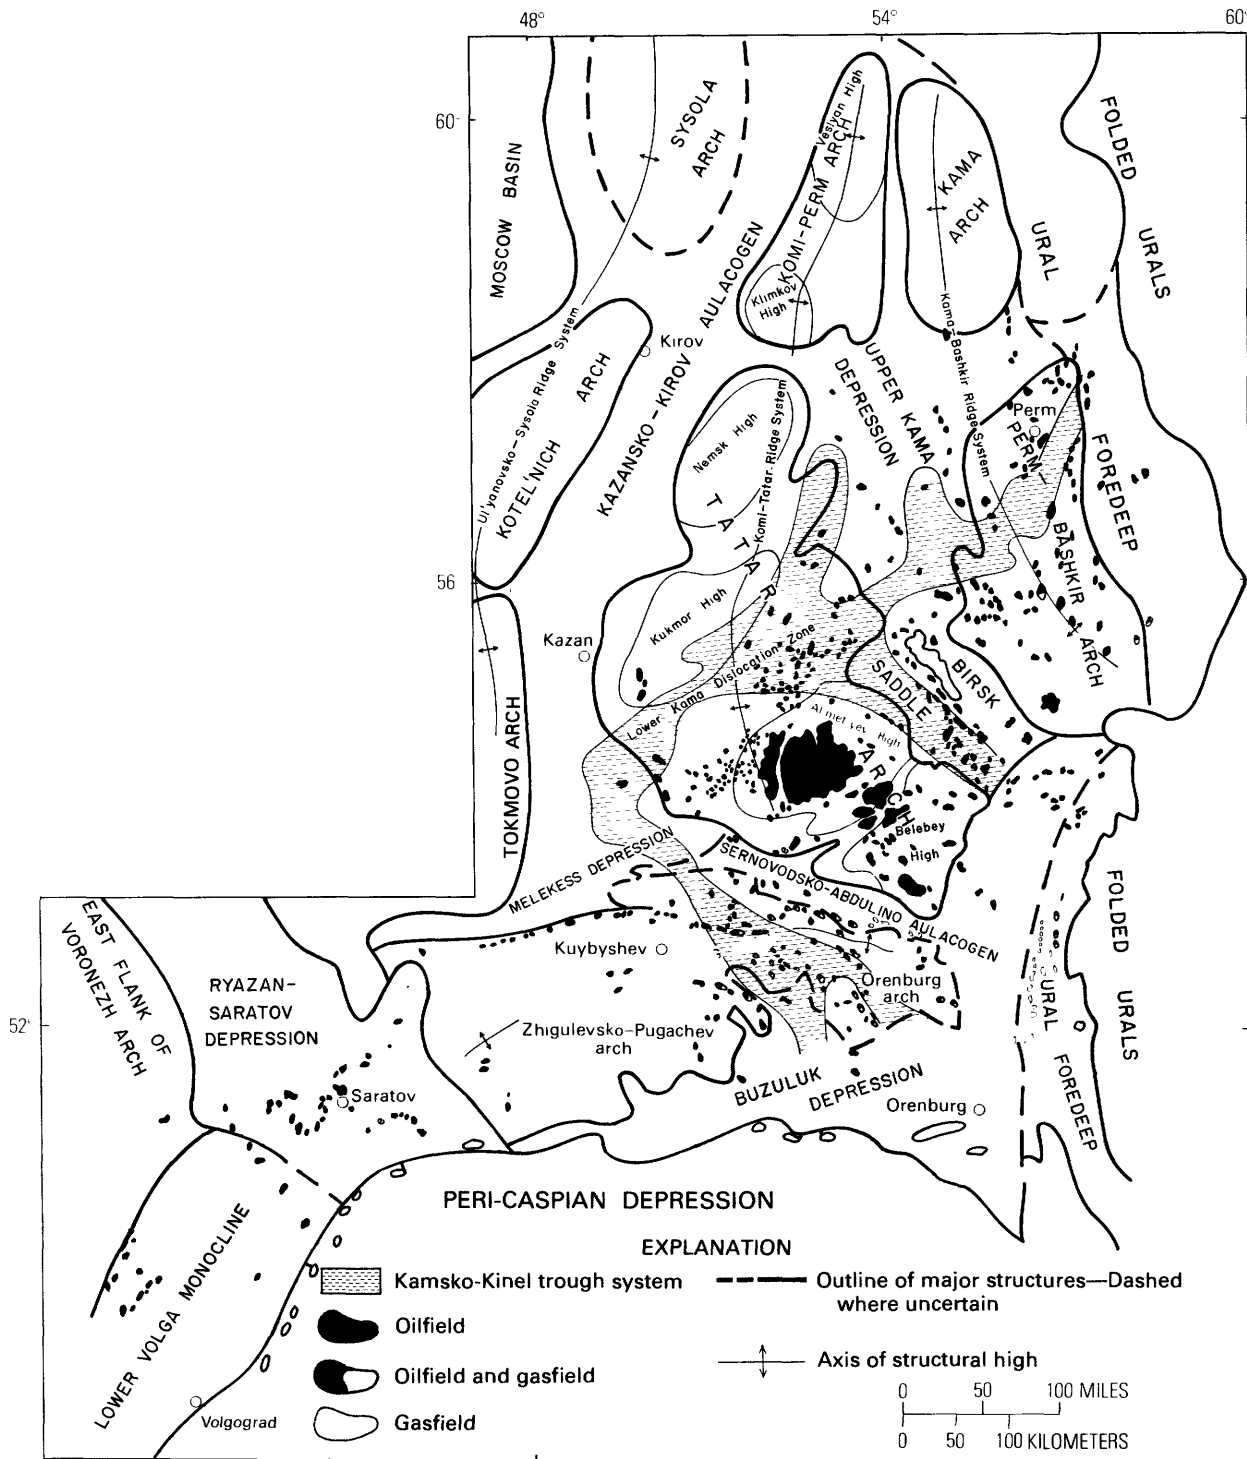 48°
54°
60°
60°
56
52°
MOSCOW BASIN
SYSOLA
ARCH
Vesiyan High
KOMI-PERM ARCH
Klimkov
High
KAMA
ARCH
FOLDED
URALS
URAL
FOREDEEP
Ul'yanovsko-Sysola Ridge System
KOTEL'NICH
ARCH
Kirov
KAZANSKO-KIROV AULACOGEN
UPPER KAMA
DEPRESSION
Kama-Bashkir Ridge System
Perm
PERM-
BASHKIR
ARCH
Nemsk High
Komi-Tatar Ridge System
TATAR
ARCH
Kukmor High
Kazan
Lower Kama Dislocation Zone
BIRSK
SADDLE
High
Belebey
High
TOKMOVO ARCH
MELEKESS DEPRESSION
SERNOVODSKO-ABDULINO AULACOGEN
EAST FLANK OF
VORONEZH ARCH
RYAZAN-
SARATOV
DEPRESSION
Kuybyshev
Orenburg
arch
Zhigulevsko-Pugachev
arch
FOLDED
URALS
URAL
FOREDEEP
BUZULUK
DEPRESSION
Orenburg
Saratov
LOWER VOLGA MONOCLINE
Volgograd
PERI-CASPIAN DEPRESSION
EXPLANATION
Kamsko-Kinel trough system
Oilfield
Oilfield and gasfield
Gasfield
Outline of major structures—Dashed
where uncertain
Axis of structural high
0 50 100 MILES
0 50 100 KILOMETERS